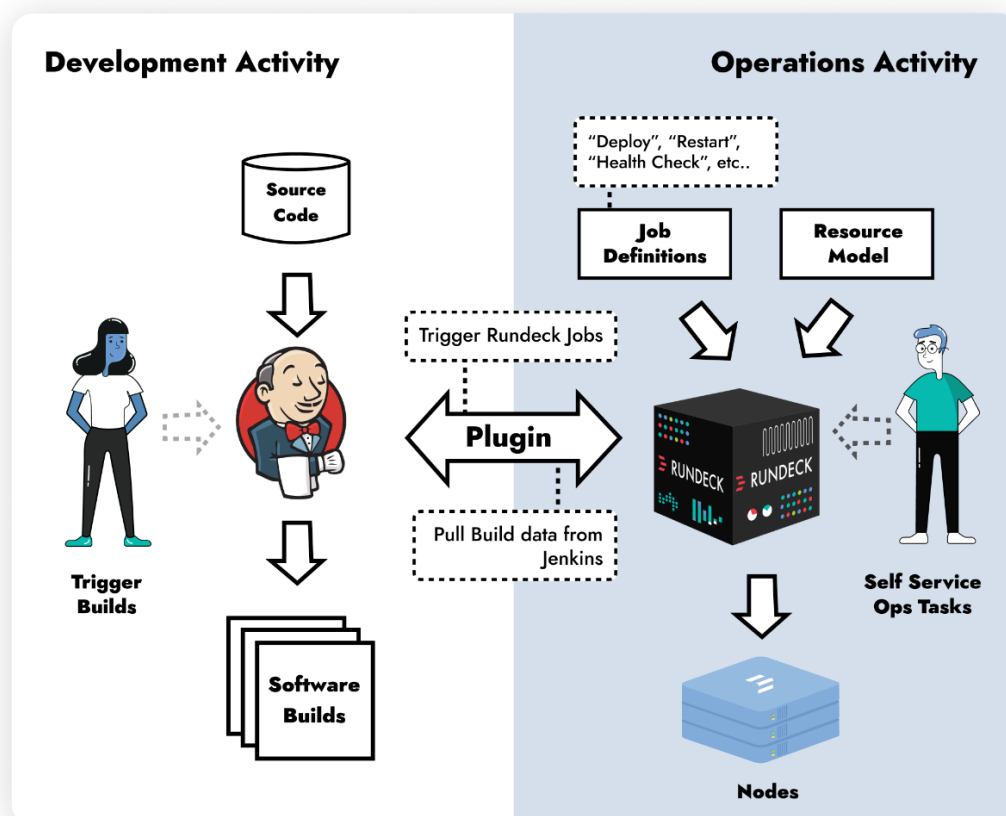 Development Activity
Operations Activity
“Deploy”, “Restart”,
“Health Check”, etc..
Source
Code
Job
Definitions
Resource
Model
Trigger Rundeck Jobs
Plugin
RUNDECK
RUNDECK
Pull Build data from
Jenkins
Trigger
Builds
Self Service
Ops Tasks
Software
Builds
Nodes